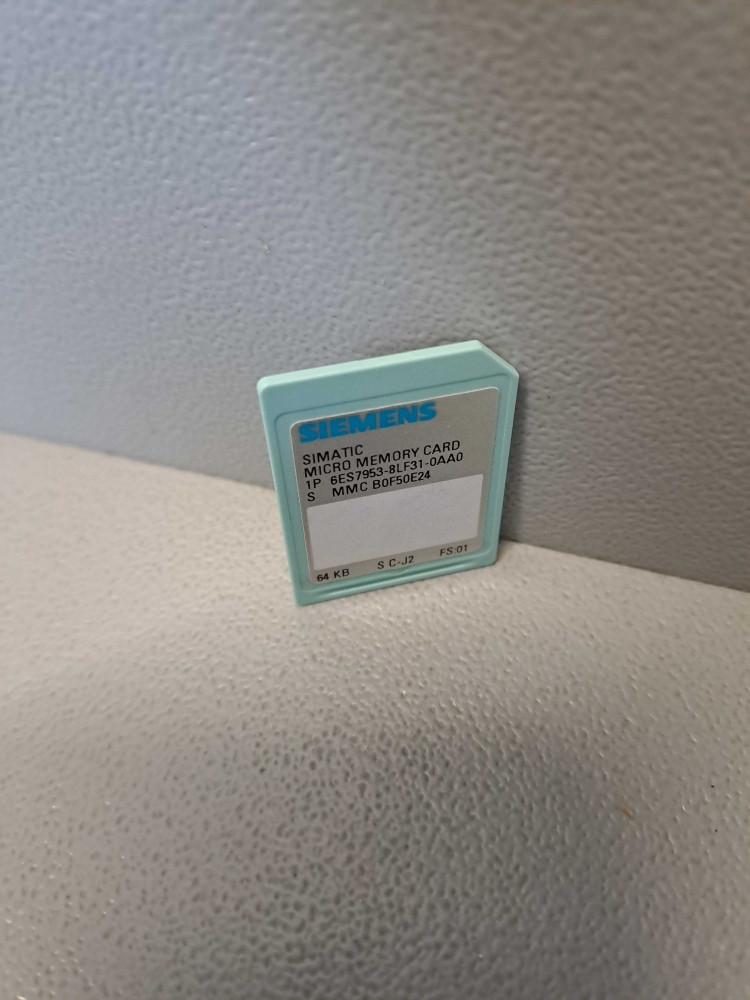 SIEMENS
SIMATIC
MICRO MEMORY CARD
1P 6ES7953-8LF31-0AA0
S MMC B0F50E24
64 KB S C-J2 FS:01